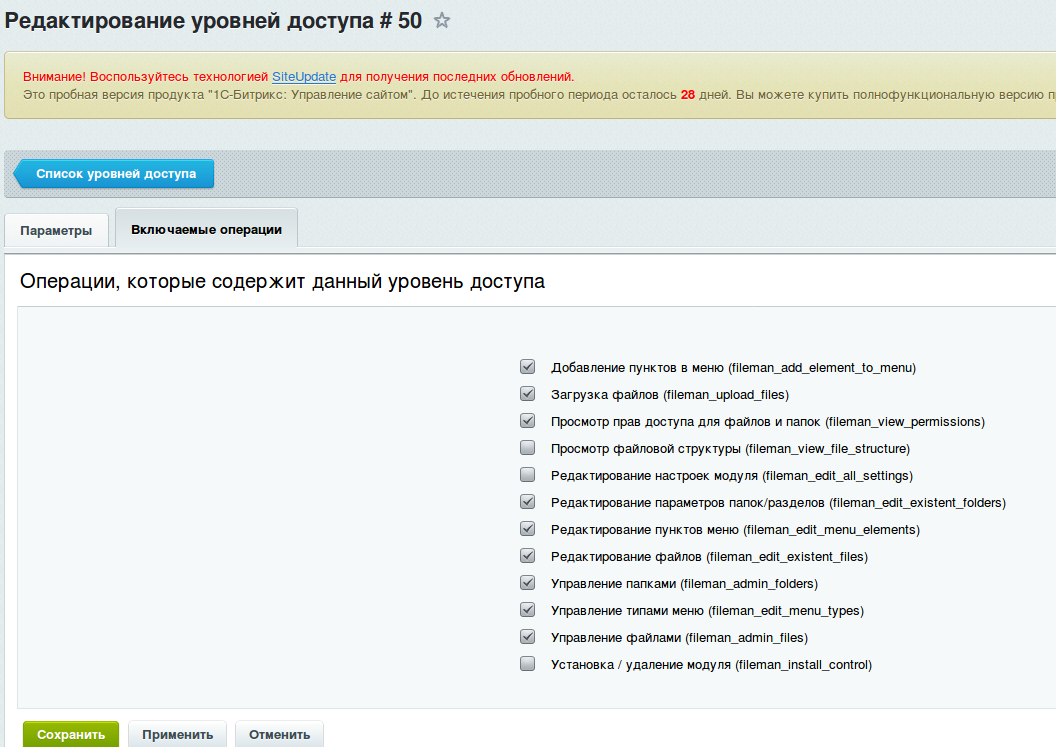 Редактирование уровней доступа # 50
Внимание! Воспользуйтесь технологией SiteUpdate для получения последних обновлений.
Это пробная версия продукта "1С-Битрикс: Управление сайтом". До истечения пробного периода осталось 28 дней. Вы можете купить полнофункциональную версию
Список уровней доступа
Параметры Включаемые операции
Операции, которые содержит данный уровень доступа
Добавление пунктов в меню (fileman_add_element_to_menu)
Загрузка файлов (fileman_upload_files)
Просмотр прав доступа для файлов и папок (fileman_view_permissions)
Просмотр файловой структуры (fileman_view_file_structure)
Редактирование настроек модуля (fileman_edit_all_settings)
Редактирование параметров папок/разделов (fileman_edit_existent_folders)
Редактирование пунктов меню (fileman_edit_menu_elements)
Редактирование файлов (fileman_edit_existent_files)
Управление папками (fileman_admin_folders)
Управление типами меню (fileman_edit_menu_types)
Управление файлами (fileman_admin_files)
Установка / удаление модуля (fileman_install_control)
Сохранить Применить Отменить